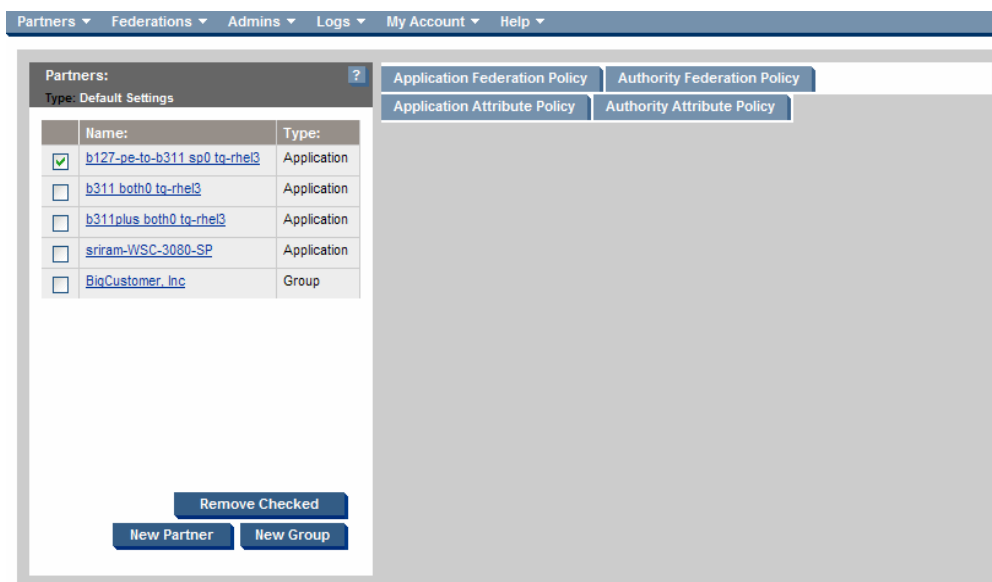 Partners Federations Admins Logs My Account Help
Partners: ?
Type: Default Settings
Name: Type:
b127-pe-to-b311 sp0 tq-rhel3 Application
b311 both0 tq-rhel3 Application
b311plus both0 tq-rhel3 Application
sriram-WSC-3080-SP Application
BigCustomer, Inc Group
Remove Checked
New Partner New Group
Application Federation Policy Authority Federation Policy
Application Attribute Policy Authority Attribute Policy